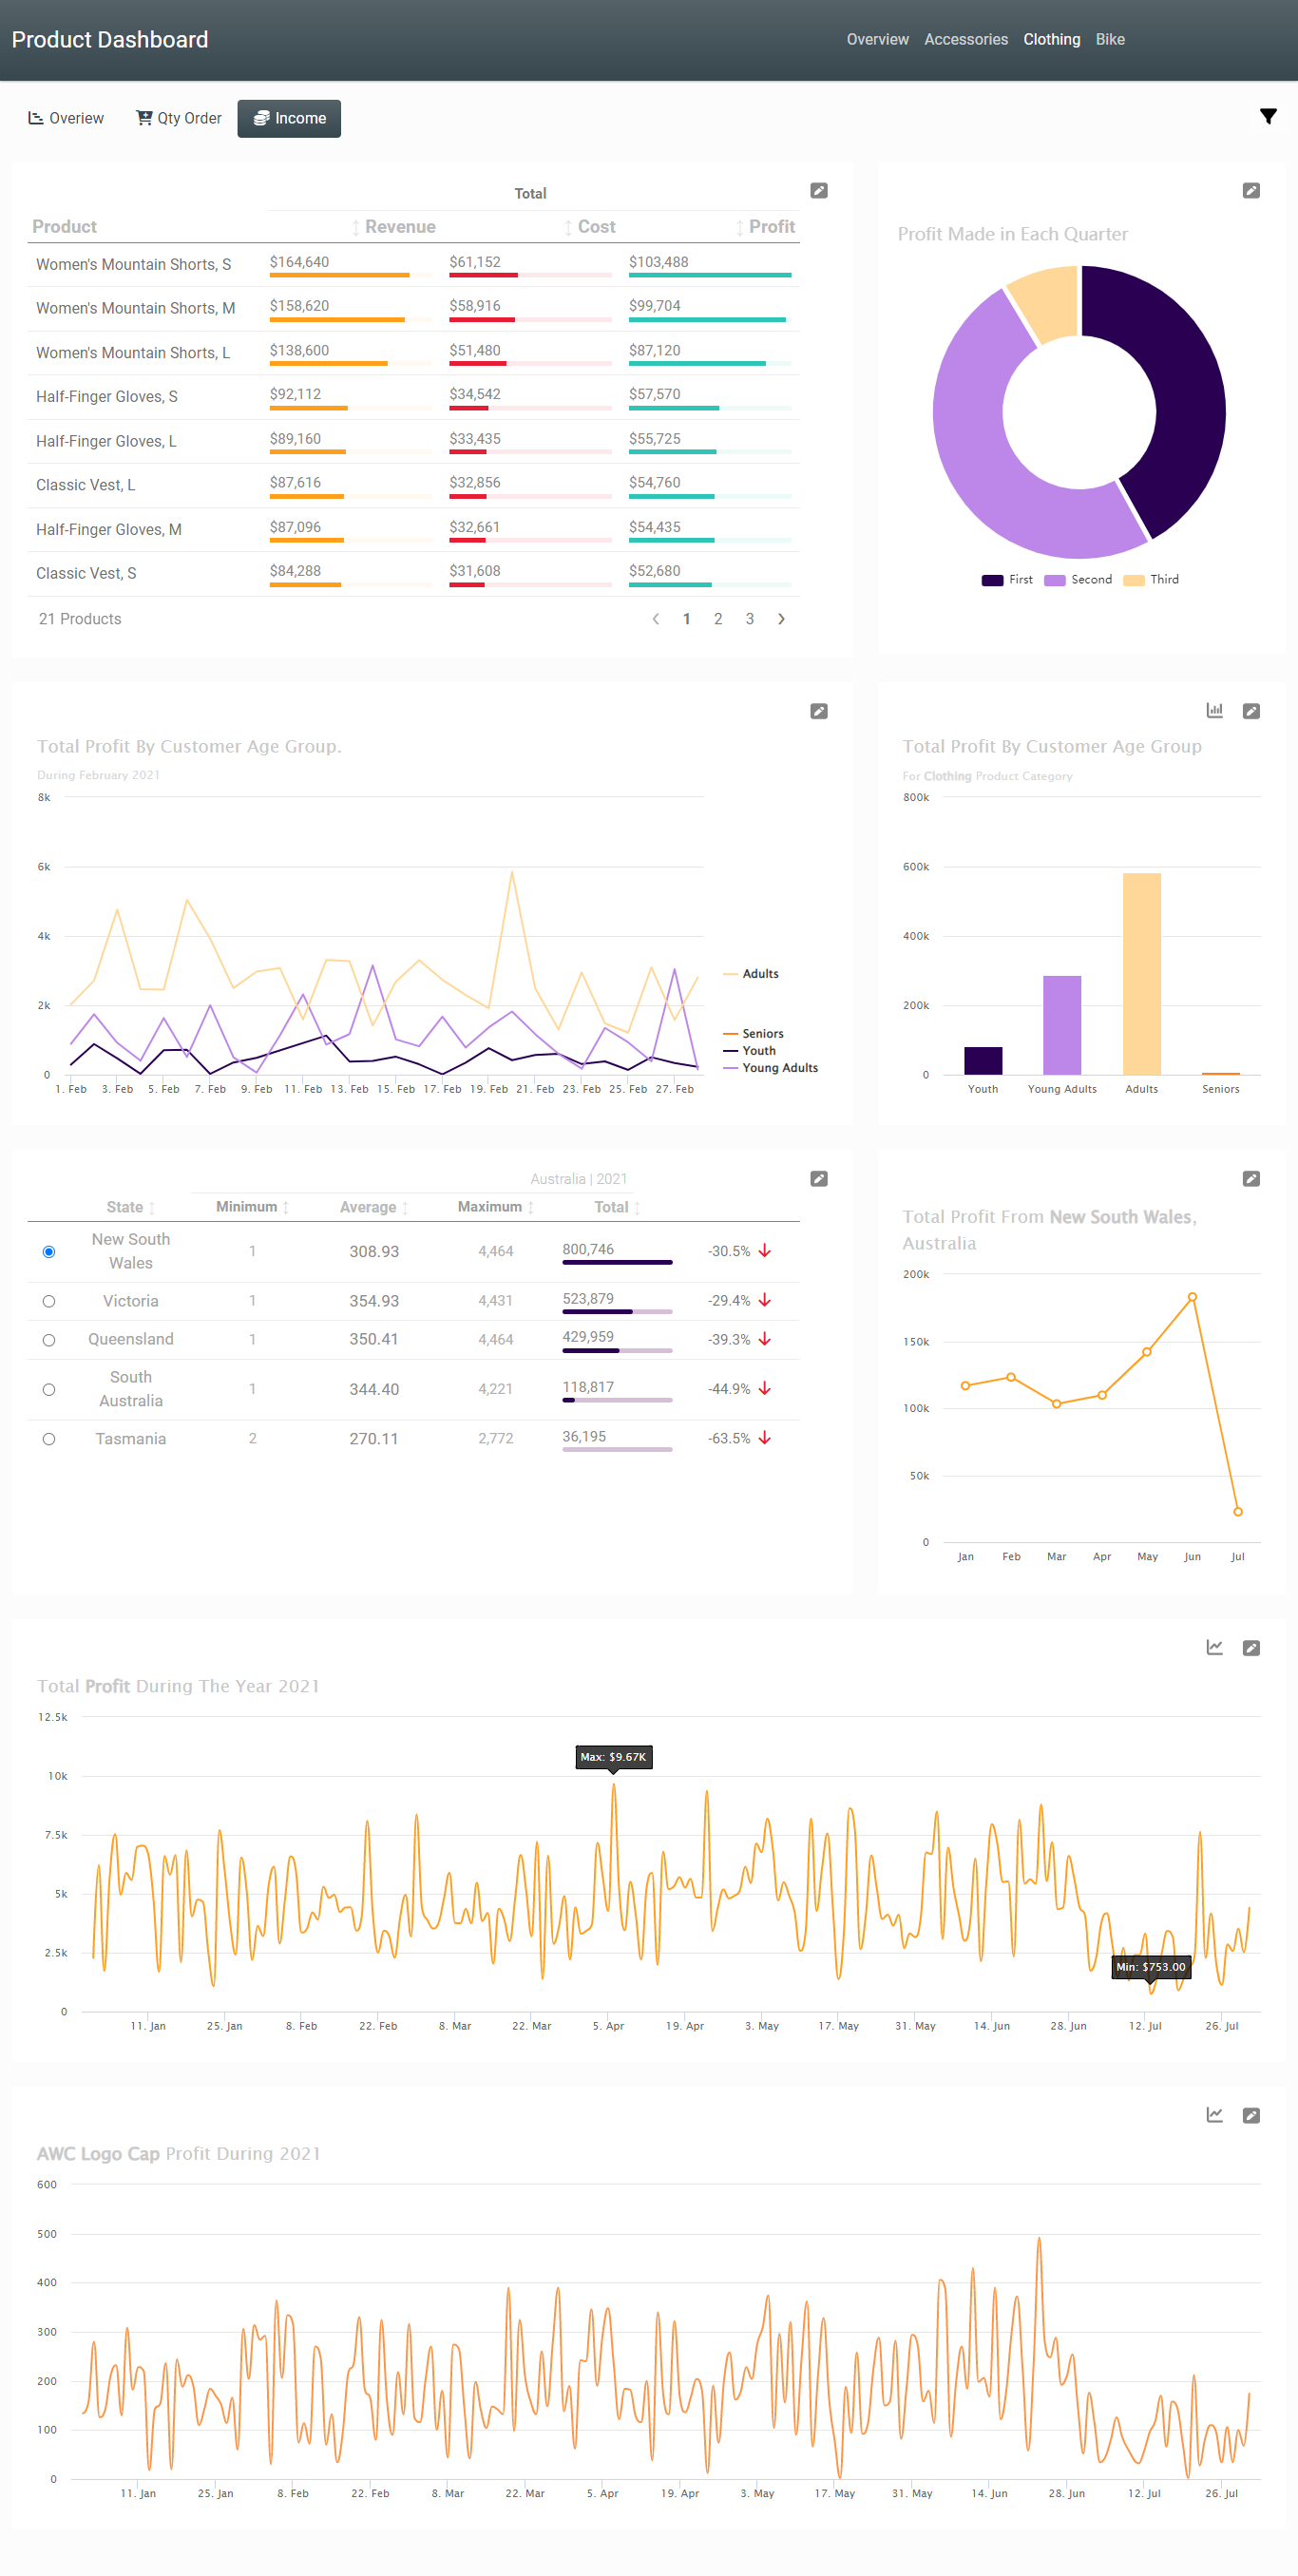 Product Dashboard
Overview Accessories Clothing Bike
Overiew Qty Order Income
Total
Product Revenue Cost Profit
Women's Mountain Shorts, S $164,640 $61,152 $103,488
Women's Mountain Shorts, M $158,620 $58,916 $99,704
Women's Mountain Shorts, L $138,600 $51,480 $87,120
Half-Finger Gloves, S $92,112 $34,542 $57,570
Half-Finger Gloves, L $89,160 $33,435 $55,725
Classic Vest, L $87,616 $32,856 $54,760
Half-Finger Gloves, M $87,096 $32,661 $54,435
Classic Vest, S $84,288 $31,608 $52,680
21 Products 1 2 3
Profit Made in Each Quarter
First Second Third
Total Profit By Customer Age Group.
During February 2021
8k
6k
4k
2k
0
1. Feb 3. Feb 5. Feb 7. Feb 9. Feb 11. Feb 13. Feb 15. Feb 17. Feb 19. Feb 21. Feb 23. Feb 25. Feb 27. Feb
Adults
Seniors
Youth
Young Adults
Total Profit By Customer Age Group
For Clothing Product Category
800k
600k
400k
200k
0
Youth Young Adults Adults Seniors
Australia | 2021
State Minimum Average Maximum Total
New South
Wales 1 308.93 4,464 800,746 -30.5%
Victoria 1 354.93 4,431 523,879 -29.4%
Queensland 1 350.41 4,464 429,959 -39.3%
South
Australia 1 344.40 4,221 118,817 -44.9%
Tasmania 2 270.11 2,772 36,195 -63.5%
Total Profit From New South Wales,
Australia
200k
150k
100k
50k
0
Jan Feb Mar Apr May Jun Jul
Total Profit During The Year 2021
12.5k
10k
7.5k
5k
2.5k
0
Max: $9.67K
Min: $753.00
11. Jan 25. Jan 8. Feb 22. Feb 8. Mar 22. Mar 5. Apr 19. Apr 3. May 17. May 31. May 14. Jun 28. Jun 12. Jul 26. Jul
AWC Logo Cap Profit During 2021
600
500
400
300
200
100
0
11. Jan 25. Jan 8. Feb 22. Feb 8. Mar 22. Mar 5. Apr 19. Apr 3. May 17. May 31. May 14. Jun 28. Jun 12. Jul 26. Jul